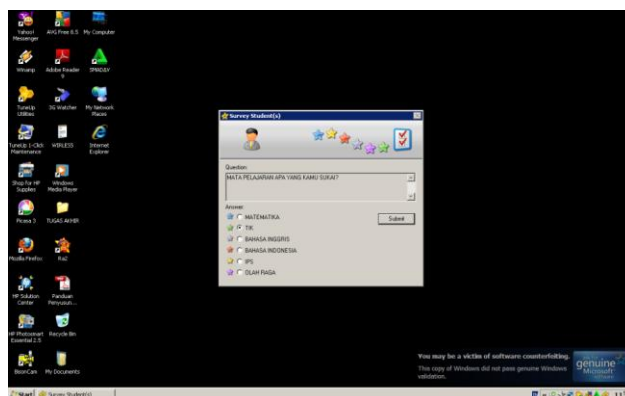 Yahoo!
Messenger
AVG Free 8.5
My Computer
Winamp
Adobe Reader
9
TuneUp
Utilities
3G Watcher
My Network
Places
TuneUp 1-Click
Maintenance
WIRLESS
Internet
Explorer
Shop for HP
Supplies
Windows
Media Player
Picasa 3
TUGAS AKHIR
Mozilla Firefox
Ra2
HP Solution
Center
Panduan
Penyusun...
HP Photosmart
Essential 2.5
Recycle Bin
My Documents
Survey Student(s)
Question:
MATA PELAJARAN APA YANG KAMU SUKAI?
Answer:
MATEMATIKA
TIK
BAHASA INGGRIS
BAHASA INDONESIA
IPS
OLAH RAGA
Submit
You may be a victim of software counterfeiting.
This copy of Windows did not pass genuine Windows
validation.
genuine
Microsoft
Start
Survey Student(s)